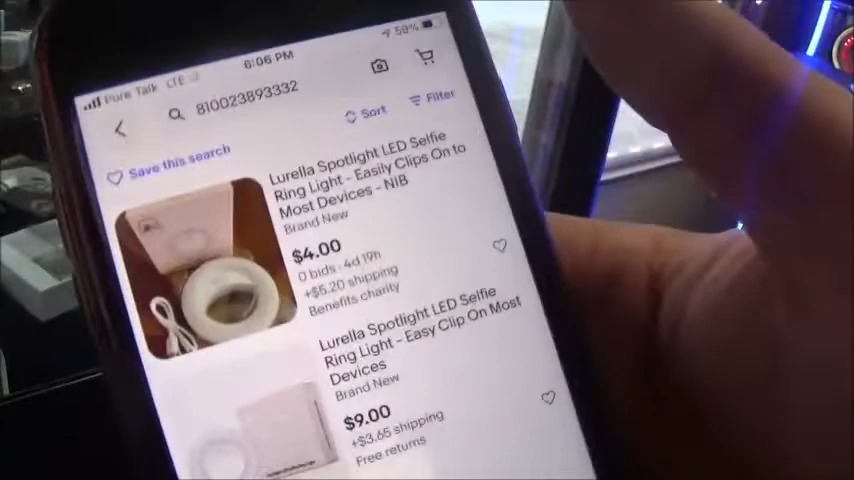 Pure Talk LTE 6:06 PM 59%
810023893332
Sort Filter
Save this search
Lurella Spotlight LED Selfie
Ring Light - Easily Clips On to
Most Devices - NIB
Brand New
$4.00
0 bids · 4d 19h
+$5.20 shipping
Benefits charity
Lurella Spotlight LED Selfie
Ring Light - Easy Clip On Most
Devices
Brand New
$9.00
+$3.65 shipping
Free returns